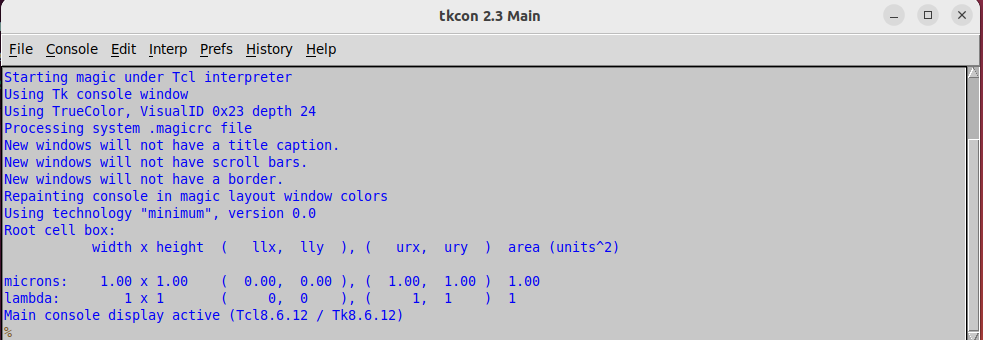 tkcon 2.3 Main
File Console Edit Interp Prefs History Help
Starting magic under Tcl interpreter
Using Tk console window
Using TrueColor, VisualID 0x23 depth 24
Processing system .magicrc file
New windows will not have a title caption.
New windows will not have scroll bars.
New windows will not have a border.
Repainting console in magic layout window colors
Using technology "minimum", version 0.0
Root cell box:
           width x height  (   llx,  lly  ), (   urx,  ury  )  area (units^2)
microns:    1.00 x 1.00    (  0.00,  0.00 ), (  1.00,  1.00 )  1.00
lambda:        1 x 1       (     0,  0    ), (     1,  1    )  1
Main console display active (Tcl8.6.12 / Tk8.6.12)
%